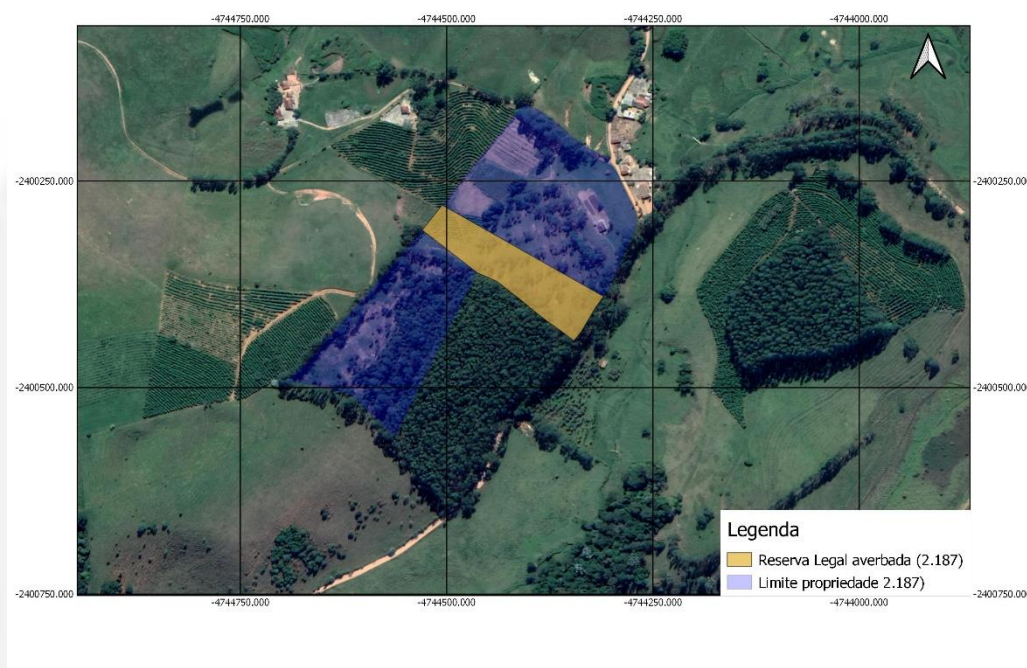 -4744750.000 -4744500.000 -4744250.000 -4744000.000
-2400250.000 -2400250.000
-2400500.000 -2400500.000
Legenda
Reserva Legal averbada (2.187)
Limite propriedade 2.187)
-2400750.000 -2400750.00
-4744750.000 -4744500.000 -4744250.000 -4744000.000